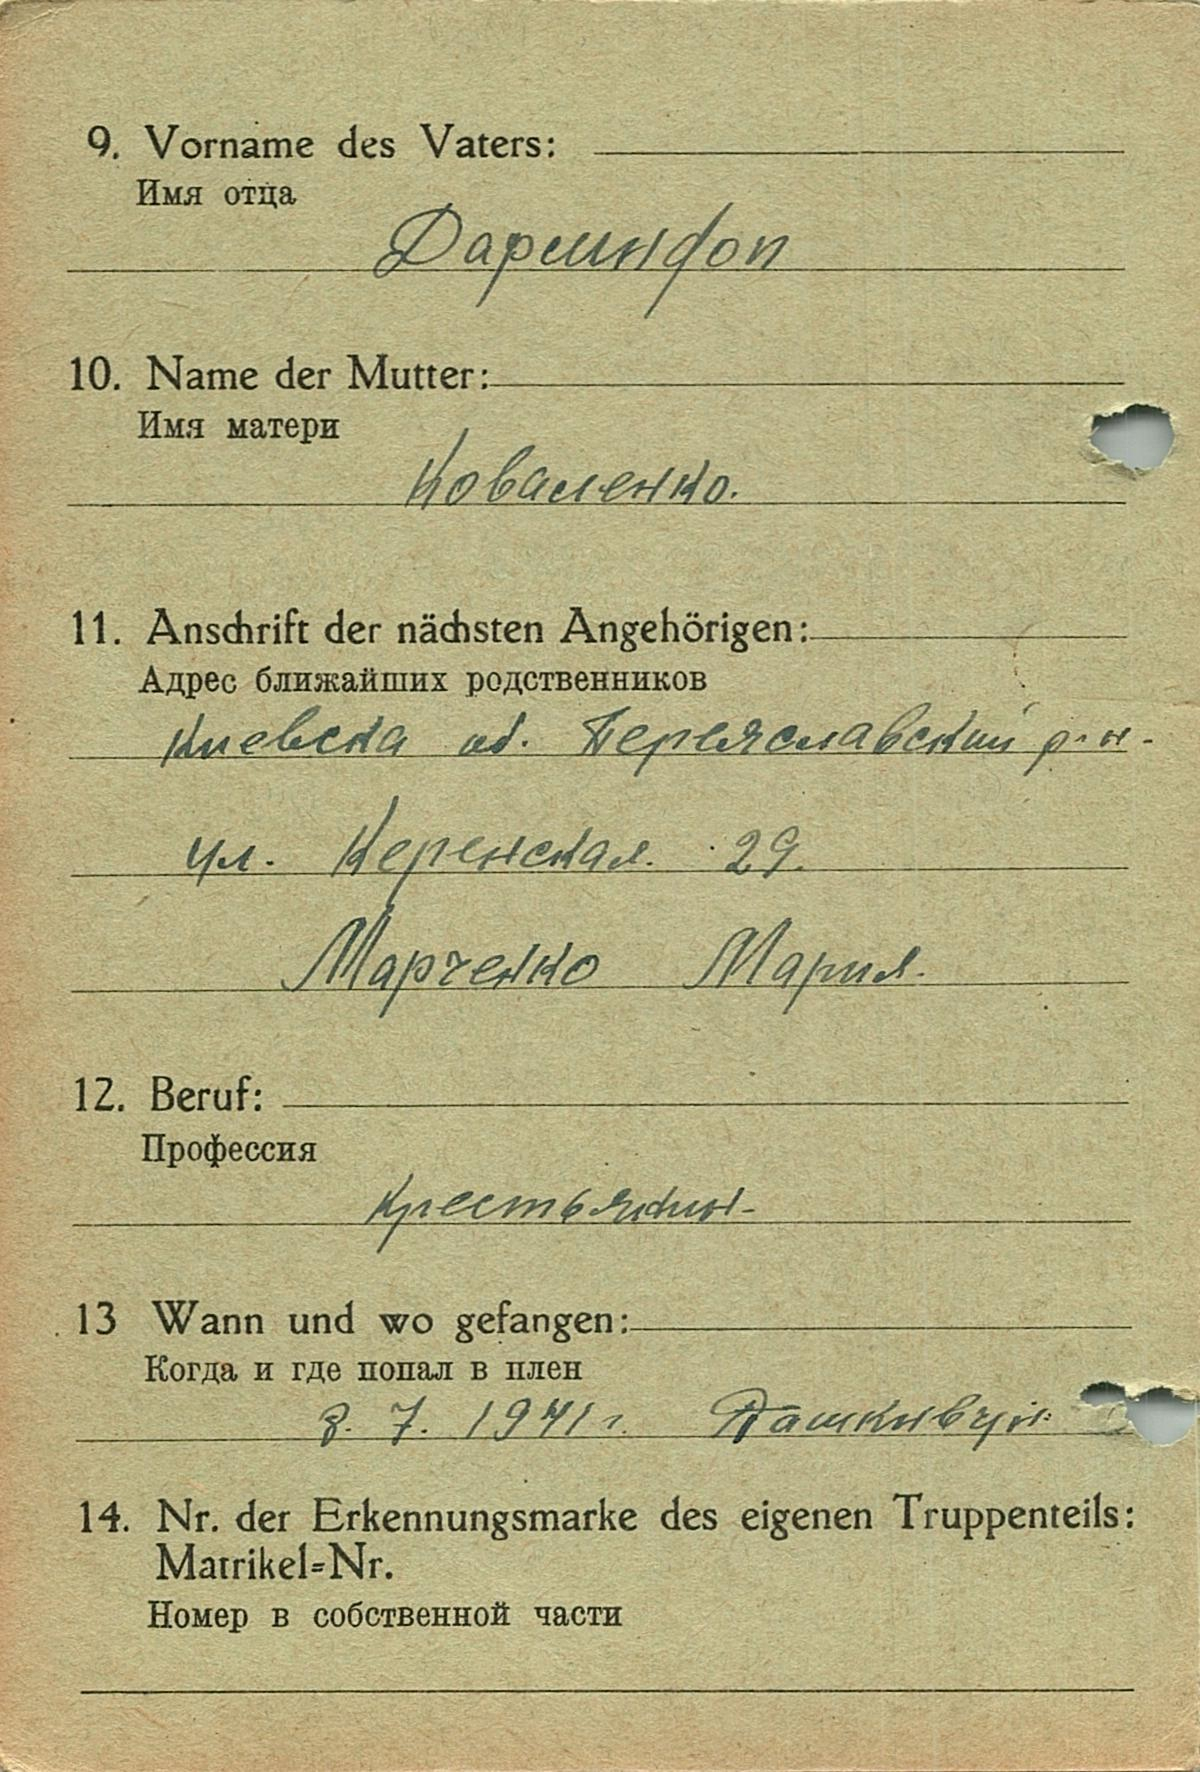 9. Vorname des Vaters:
Имя отца
Дарминдоп
10. Name der Mutter:
Имя матери
Коваленко.
11. Anschrift der nächsten Angehörigen:
Адрес ближайших родственников
Киевска об. Переяславский р-н-
ул. Керенская. 29.
Марченко Мария.
12. Beruf:
Профессия
Крестьянин-
13 Wann und wo gefangen:
Когда и где попал в плен
8. 7. 1941 г.
14. Nr. der Erkennungsmarke des eigenen Truppenteils:
Matrikel=Nr.
Номер в собственной части